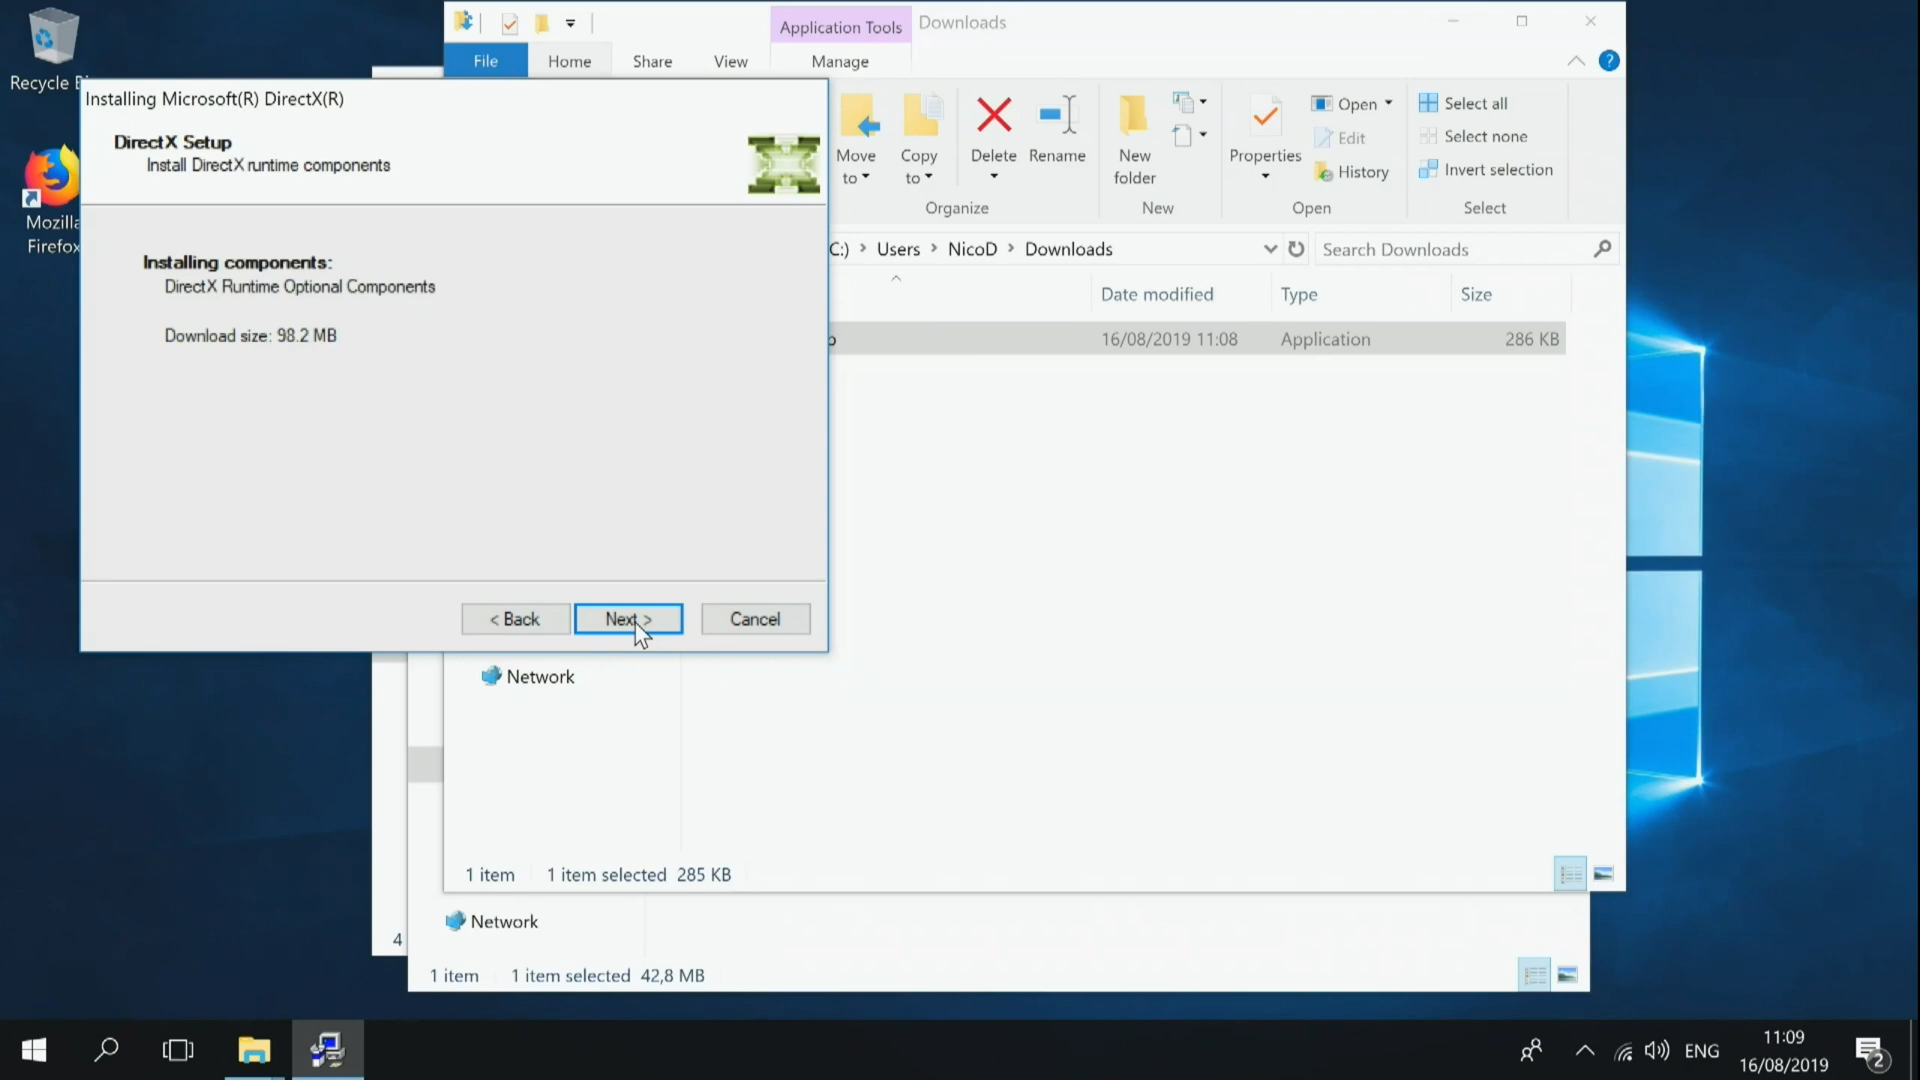 Recycle B
Mozilla
Firefox
Application Tools
Downloads
File
Home
Share
View
Manage
Installing Microsoft(R) DirectX(R)
DirectX Setup
Install DirectX runtime components
Installing components:
DirectX Runtime Optional Components
Download size: 98.2 MB
< Back
Next >
Cancel
Move
to
Copy
to
Delete
Rename
New
folder
Properties
Open
Edit
History
Select all
Select none
Invert selection
Organize
New
Open
Select
C:) > Users > NicoD > Downloads
Search Downloads
Date modified
Type
Size
16/08/2019 11:08
Application
286 KB
Network
1 item
1 item selected 285 KB
Network
4
1 item
1 item selected 42,8 MB
ENG
11:09
16/08/2019
2